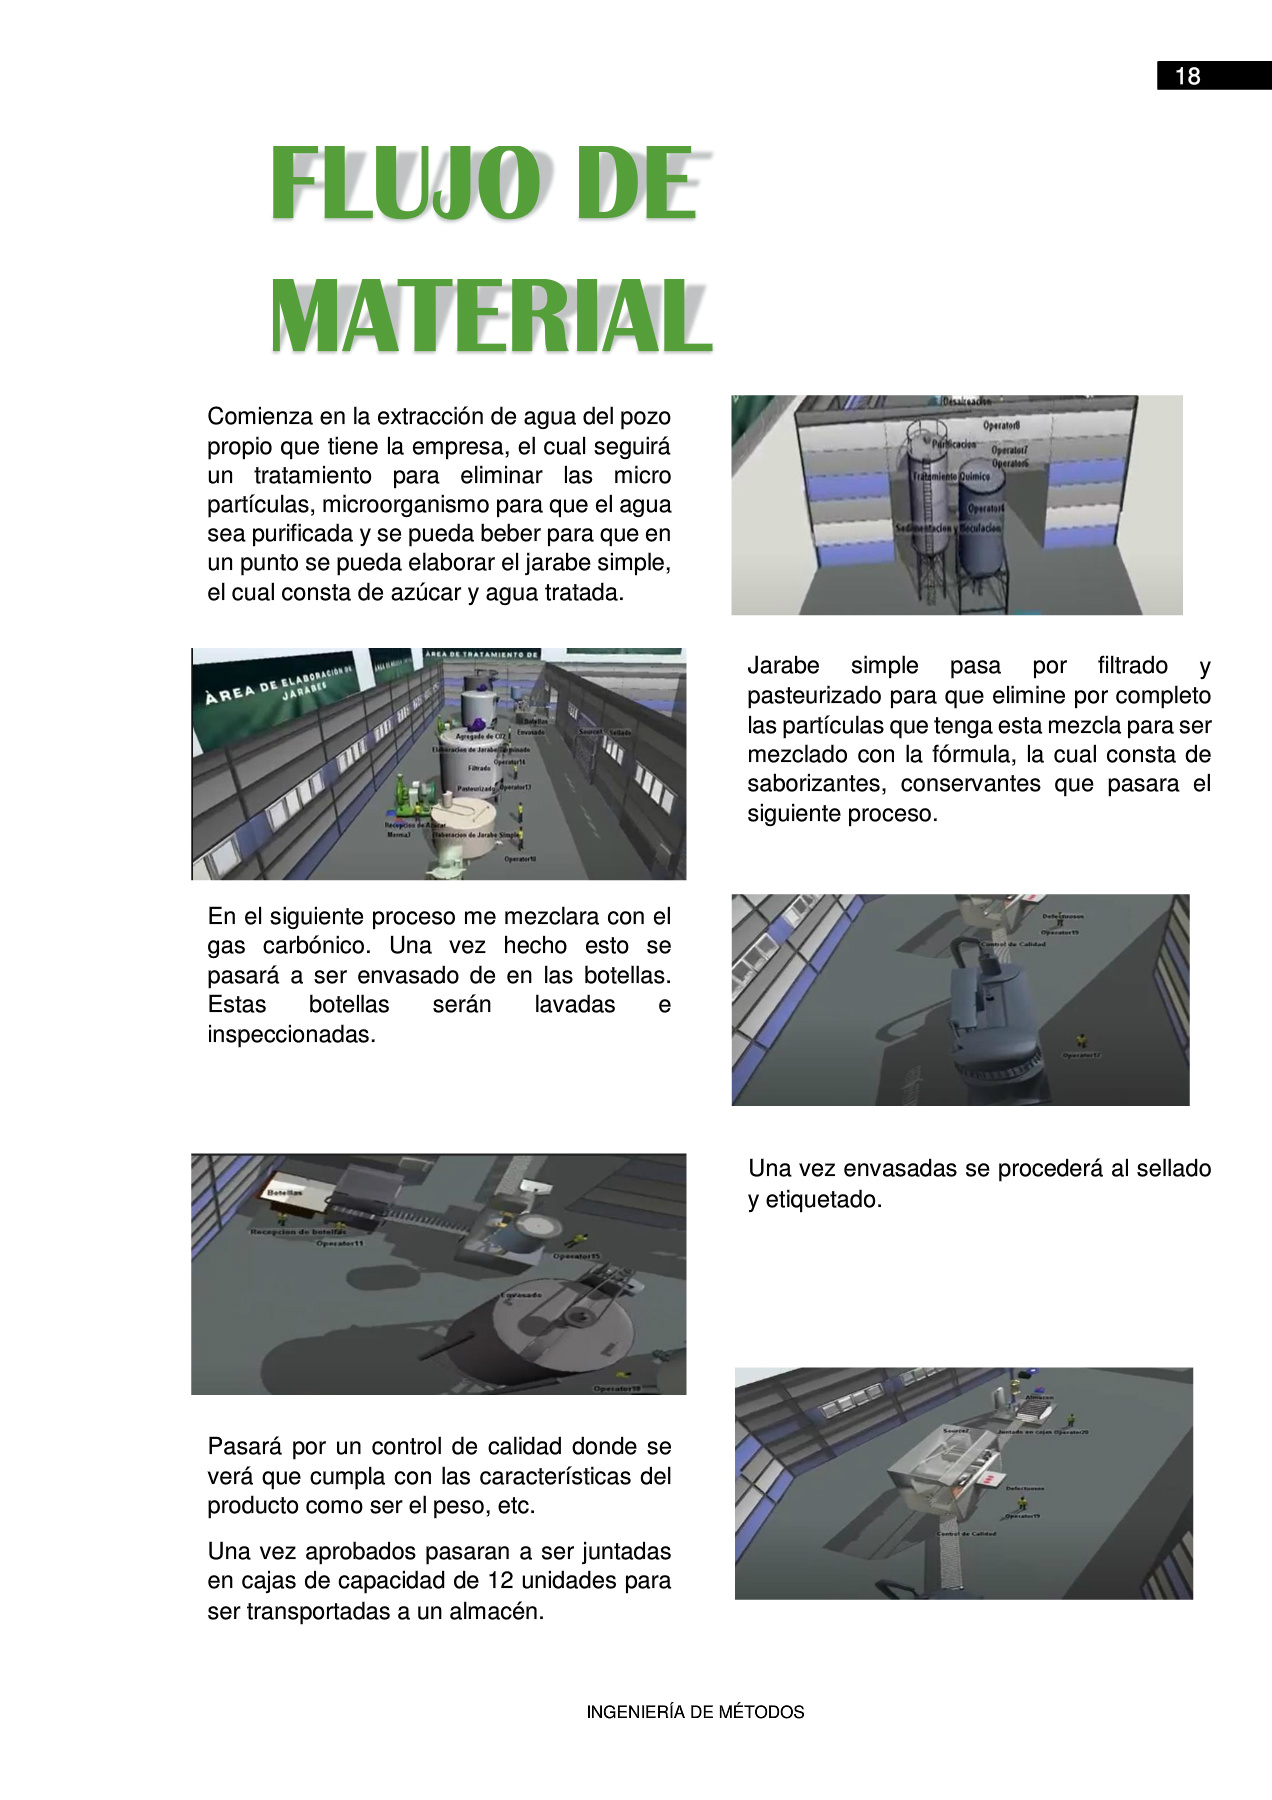 18
FLUJO DE
MATERIAL
Comienza en la extracción de agua del pozo
propio que tiene la empresa, el cual seguirá
un tratamiento para eliminar las micro
partículas, microorganismo para que el agua
sea purificada y se pueda beber para que en
un punto se pueda elaborar el jarabe simple,
el cual consta de azúcar y agua tratada.
Desaireacion
Operator8
Purificacion
Operator7
Operator6
Tratamiento Quimico
Operator4
Sedimentacion y
ÀREA DE ELABORACIÓN DE
JARABES
ÀREA DE TRATAMIENTO DE
Botellas
Envasado
Source1 Sellado
Agregado de CO2
Elaboracion de Jarabe
Operator14
Filtrado
Pasteurizado Operator13
Recepcion de Azucar
Merma3
Elaboracion de Jarabe Simple
Operator10
Jarabe simple pasa por filtrado y
pasteurizado para que elimine por completo
las partículas que tenga esta mezcla para ser
mezclado con la fórmula, la cual consta de
saborizantes, conservantes que pasara el
siguiente proceso.
En el siguiente proceso me mezclara con el
gas carbónico. Una vez hecho esto se
pasará a ser envasado de en las botellas.
Estas botellas serán lavadas e
inspeccionadas.
Defectuosos
Operator19
Control de Calidad
Operator17
Botellas
Recepcion de botellas
Operator11
Operator15
Envasado
Operator18
Una vez envasadas se procederá al sellado
y etiquetado.
Pasará por un control de calidad donde se
verá que cumpla con las características del
producto como ser el peso, etc.
Una vez aprobados pasaran a ser juntadas
en cajas de capacidad de 12 unidades para
ser transportadas a un almacén.
Almacen
Source2
Juntado en cajas Operator20
Defectuosos
Operator19
Control de Calidad
INGENIERÍA DE MÉTODOS